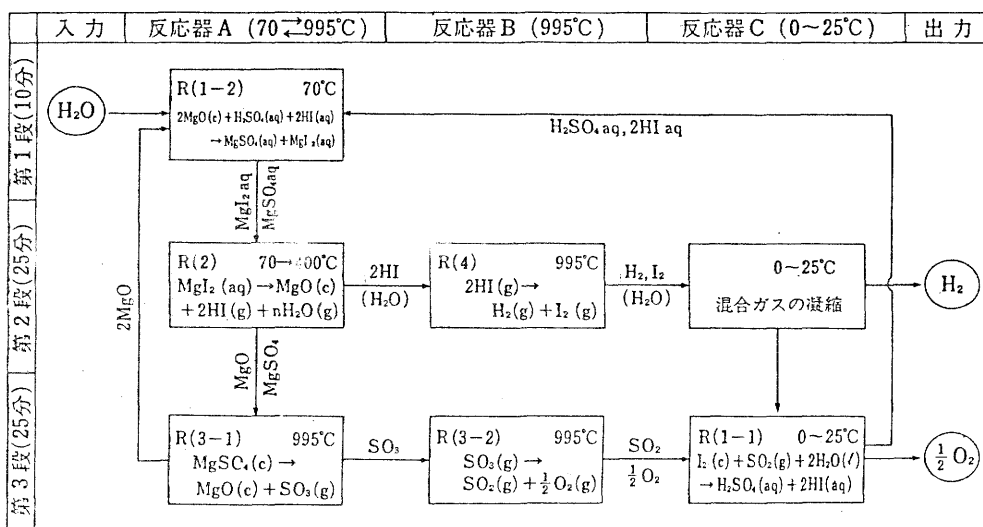 入力
反応器A (70⇄995℃)
反応器B (995℃)
反応器C (0~25℃)
出力
第1段(10分)
H₂O
R(1-2) 70℃
2MgO(c)+H₂SO₄(aq)+2HI(aq)
→MgSO₄(aq)+MgI₂(aq)
H₂SO₄aq, 2HI aq
MgI₂aq
MgSO₄aq
2MgO
第2段(25分)
R(2) 70→400℃
MgI₂(aq)→MgO(c)
+2HI(g)+nH₂O(g)
2HI
(H₂O)
R(4) 995℃
2HI(g)→
H₂(g)+I₂(g)
H₂, I₂
(H₂O)
0~25℃
混合ガスの凝縮
H₂
MgO
MgSO₄
第3段(25分)
R(3-1) 995℃
MgSO₄(c)→
MgO(c)+SO₃(g)
SO₃
R(3-2) 995℃
SO₃(g)→
SO₂(g)+½O₂(g)
SO₂
½O₂
R(1-1) 0~25℃
I₂(c)+SO₂(g)+2H₂O(ℓ)
→H₂SO₄(aq)+2HI(aq)
½O₂